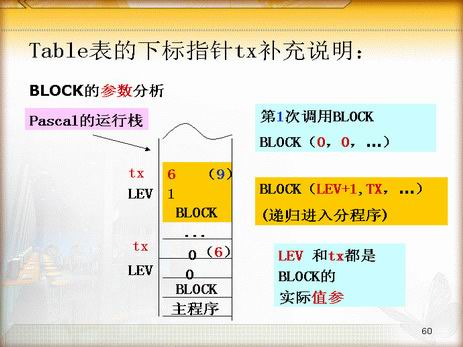 Table表的下标指针tx补充说明：
BLOCK的参数分析
Pascal的运行栈
第1次调用BLOCK
BLOCK（0，0，…）
tx 6 （9）
LEV 1
BLOCK
BLOCK（LEV+1,TX，…）
(递归进入分程序)
...
tx 0（6）
LEV 0
BLOCK
主程序
LEV 和tx都是
BLOCK的
实际值参
60